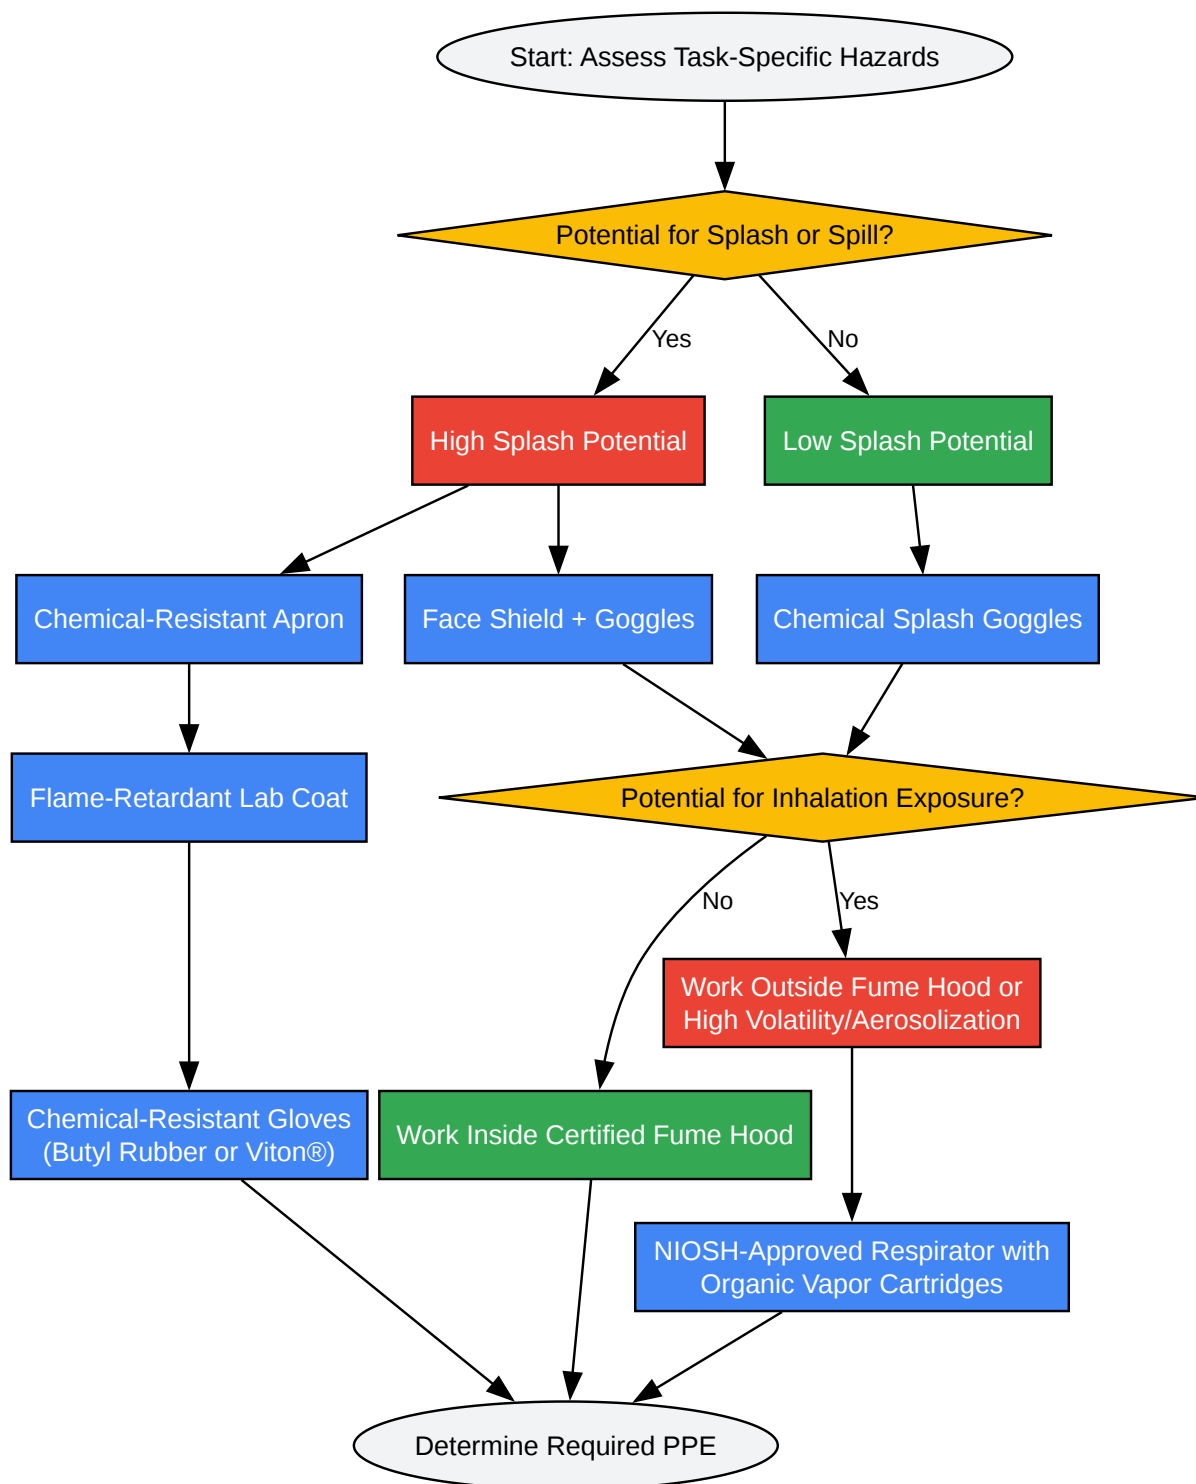 Start: Assess Task-Specific Hazards
Potential for Splash or Spill?
Yes
No
High Splash Potential
Low Splash Potential
Chemical-Resistant Apron
Face Shield + Goggles
Chemical Splash Goggles
Flame-Retardant Lab Coat
Potential for Inhalation Exposure?
No
Yes
Work Outside Fume Hood or
High Volatility/Aerosolization
Chemical-Resistant Gloves
(Butyl Rubber or Viton®)
Work Inside Certified Fume Hood
NIOSH-Approved Respirator with
Organic Vapor Cartridges
Determine Required PPE